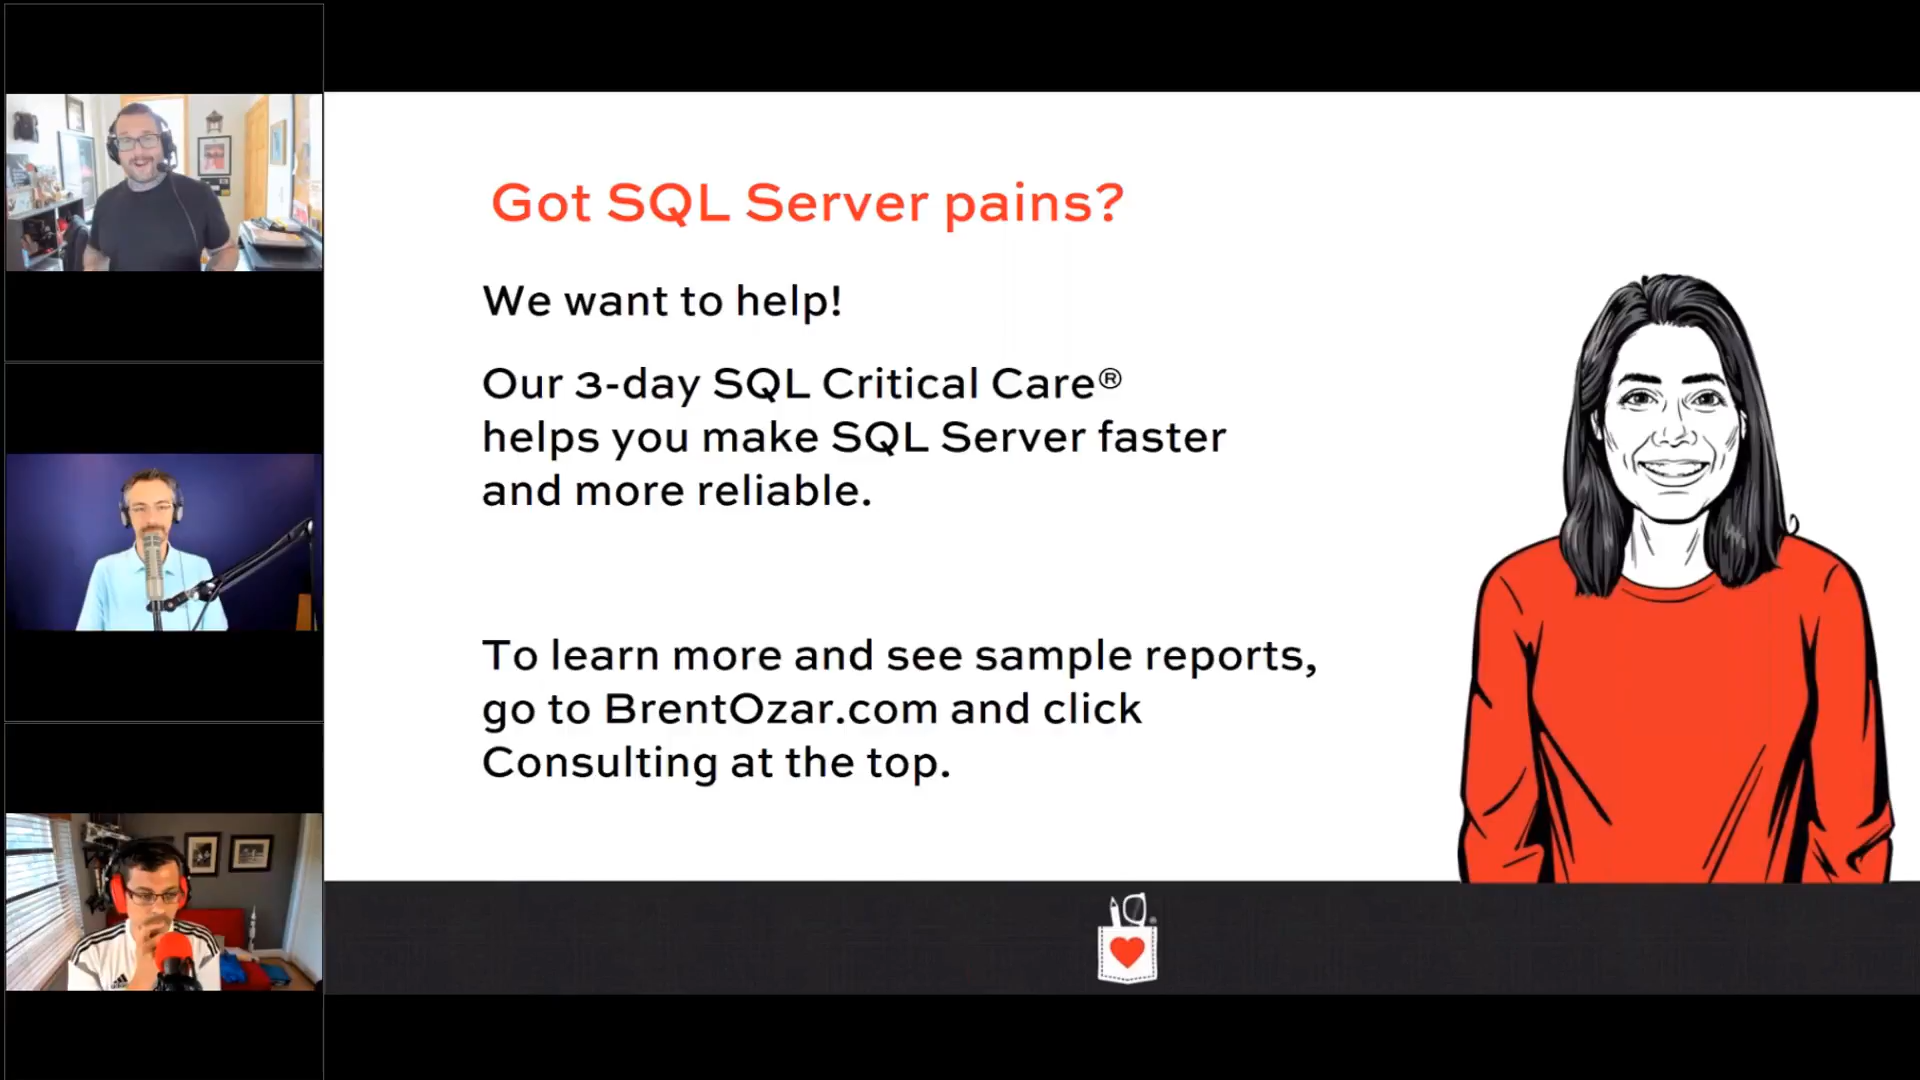 Got SQL Server pains?
We want to help!
Our 3-day SQL Critical Care®
helps you make SQL Server faster
and more reliable.
To learn more and see sample reports,
go to BrentOzar.com and click
Consulting at the top.